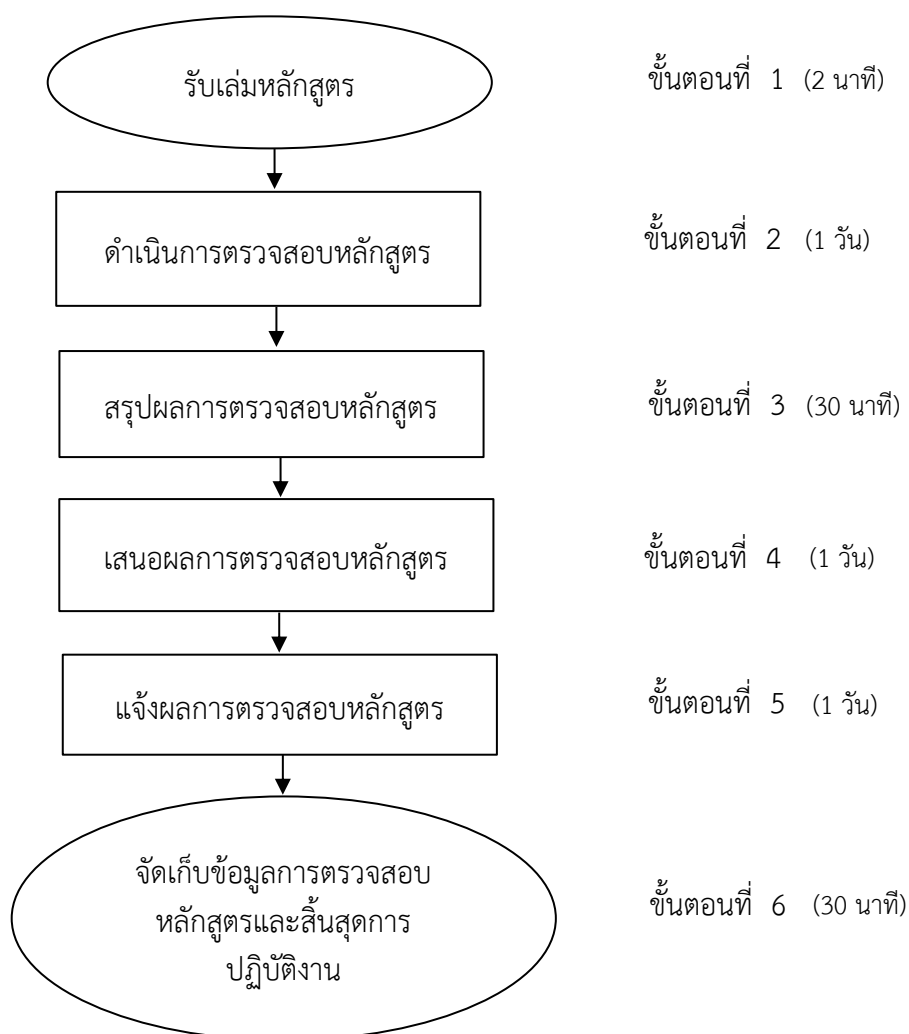 รับเล่มหลักสูตร
ขั้นตอนที่ 1 (2 นาที)
ดำเนินการตรวจสอบหลักสูตร
ขั้นตอนที่ 2 (1 วัน)
สรุปผลการตรวจสอบหลักสูตร
ขั้นตอนที่ 3 (30 นาที)
เสนอผลการตรวจสอบหลักสูตร
ขั้นตอนที่ 4 (1 วัน)
แจ้งผลการตรวจสอบหลักสูตร
ขั้นตอนที่ 5 (1 วัน)
จัดเก็บข้อมูลการตรวจสอบ
หลักสูตรและสิ้นสุดการ
ปฏิบัติงาน
ขั้นตอนที่ 6 (30 นาที)